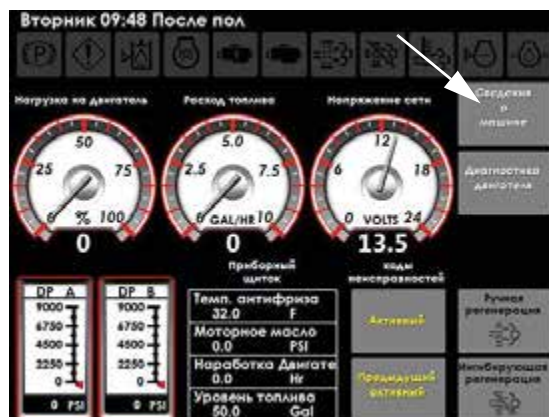 Вторник 09:48 После пол
Нагрузка на двигатель
Расход топлива
Напряжение сети
Сведения
о
машине
50
25
75
0
% 100
0
5.0
2.5
7.5
0
GAL/HR 10
0
12
6
18
0 VOLTS 24
13.5
Диагностика
двигателя
Приборный
щиток
коды
неисправностей
DP A
9000
6750
4500
2250
0
0 PSI
DP B
9000
6750
4500
2250
0
0 PSI
Темп. антифриза
32.0 F
Моторное масло
0.0 PSI
Наработка Двигате
0.0 Hr
Уровень топлива
50.0 Gal
Активный
Предыдущий
активный
Ручная
регенерация
Ингибирующая
регенерация